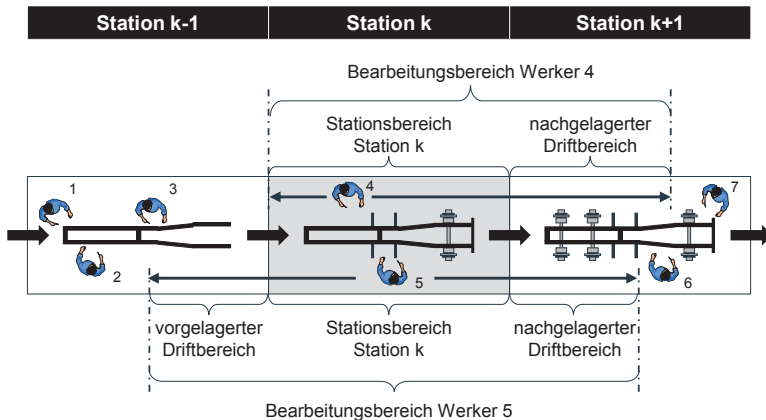 Station k-1
Station k
Station k+1
Bearbeitungsbereich Werker 4
Stationsbereich
Station k
nachgelagerter
Driftbereich
1
3
4
7
2
5
6
vorgelagerter
Driftbereich
Stationsbereich
Station k
nachgelagerter
Driftbereich
Bearbeitungsbereich Werker 5